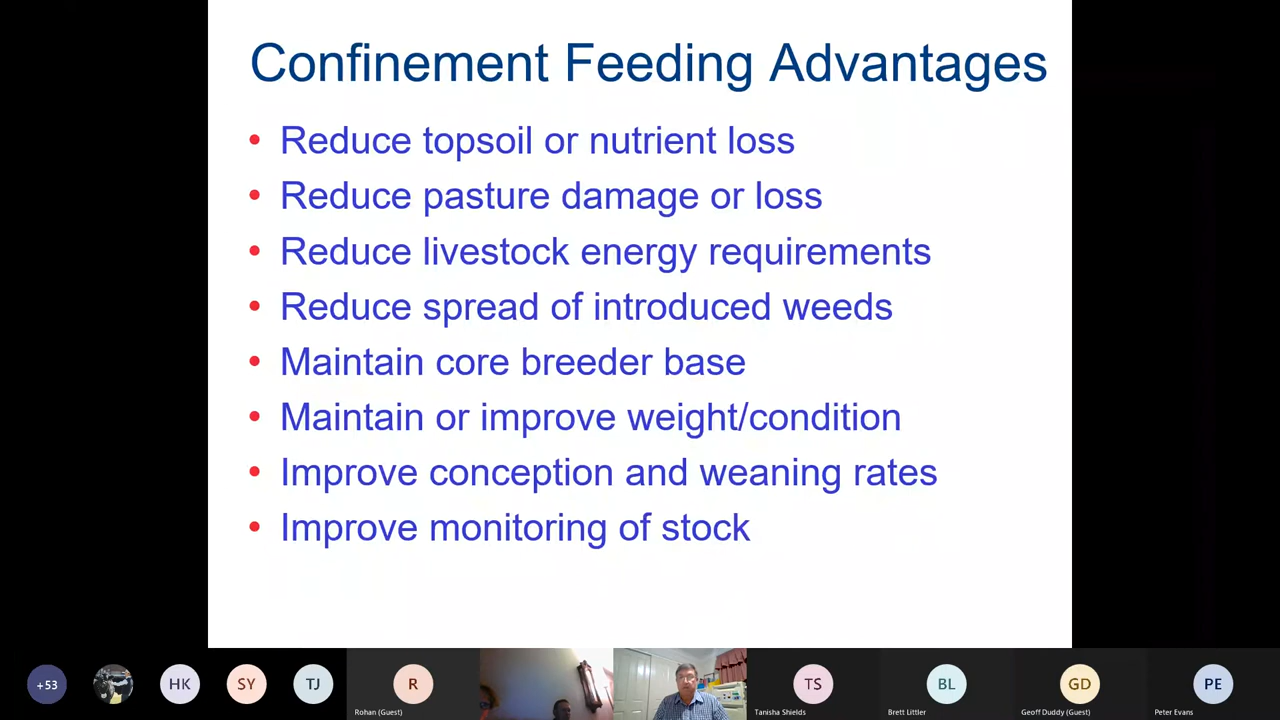 Confinement Feeding Advantages
• Reduce topsoil or nutrient loss
• Reduce pasture damage or loss
• Reduce livestock energy requirements
• Reduce spread of introduced weeds
• Maintain core breeder base
• Maintain or improve weight/condition
• Improve conception and weaning rates
• Improve monitoring of stock
+53 HK SY TJ R TS BL GD PE
Rohan (Guest) Tanisha Shields Brett Littler Geoff Duddy (Guest) Peter Evans